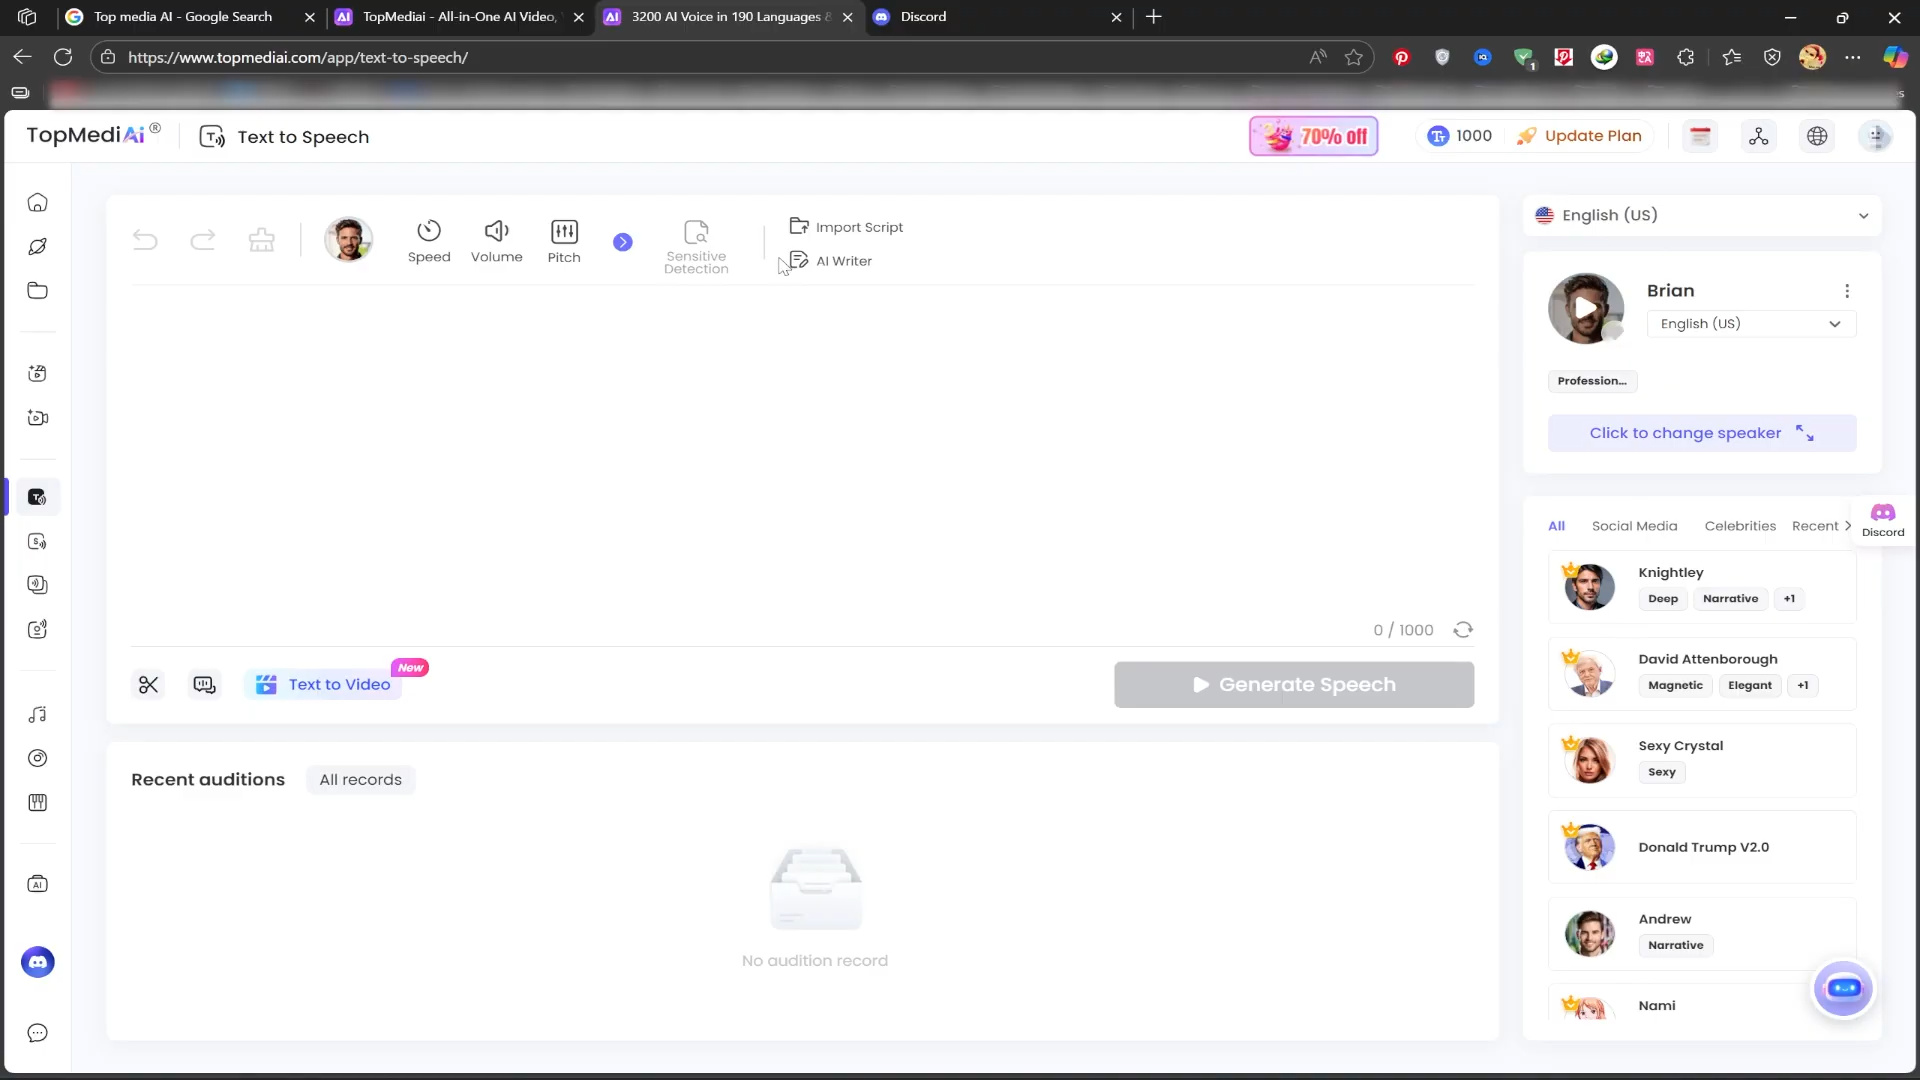 Top media AI - Google Search
TopMediai - All-in-One AI Video,
3200 AI Voice in 190 Languages &
Discord
https://www.topmediai.com/app/text-to-speech/
TopMediAi®
Text to Speech
70% off
1000
Update Plan
Speed
Volume
Pitch
Sensitive
Detection
Import Script
AI Writer
0 / 1000
Text to Video
New
Generate Speech
Recent auditions
All records
No audition record
English (US)
Brian
English (US)
Profession...
Click to change speaker
All
Social Media
Celebrities
Recent
Discord
Knightley
Deep
Narrative
+1
David Attenborough
Magnetic
Elegant
+1
Sexy Crystal
Sexy
Donald Trump V2.0
Andrew
Narrative
Nami